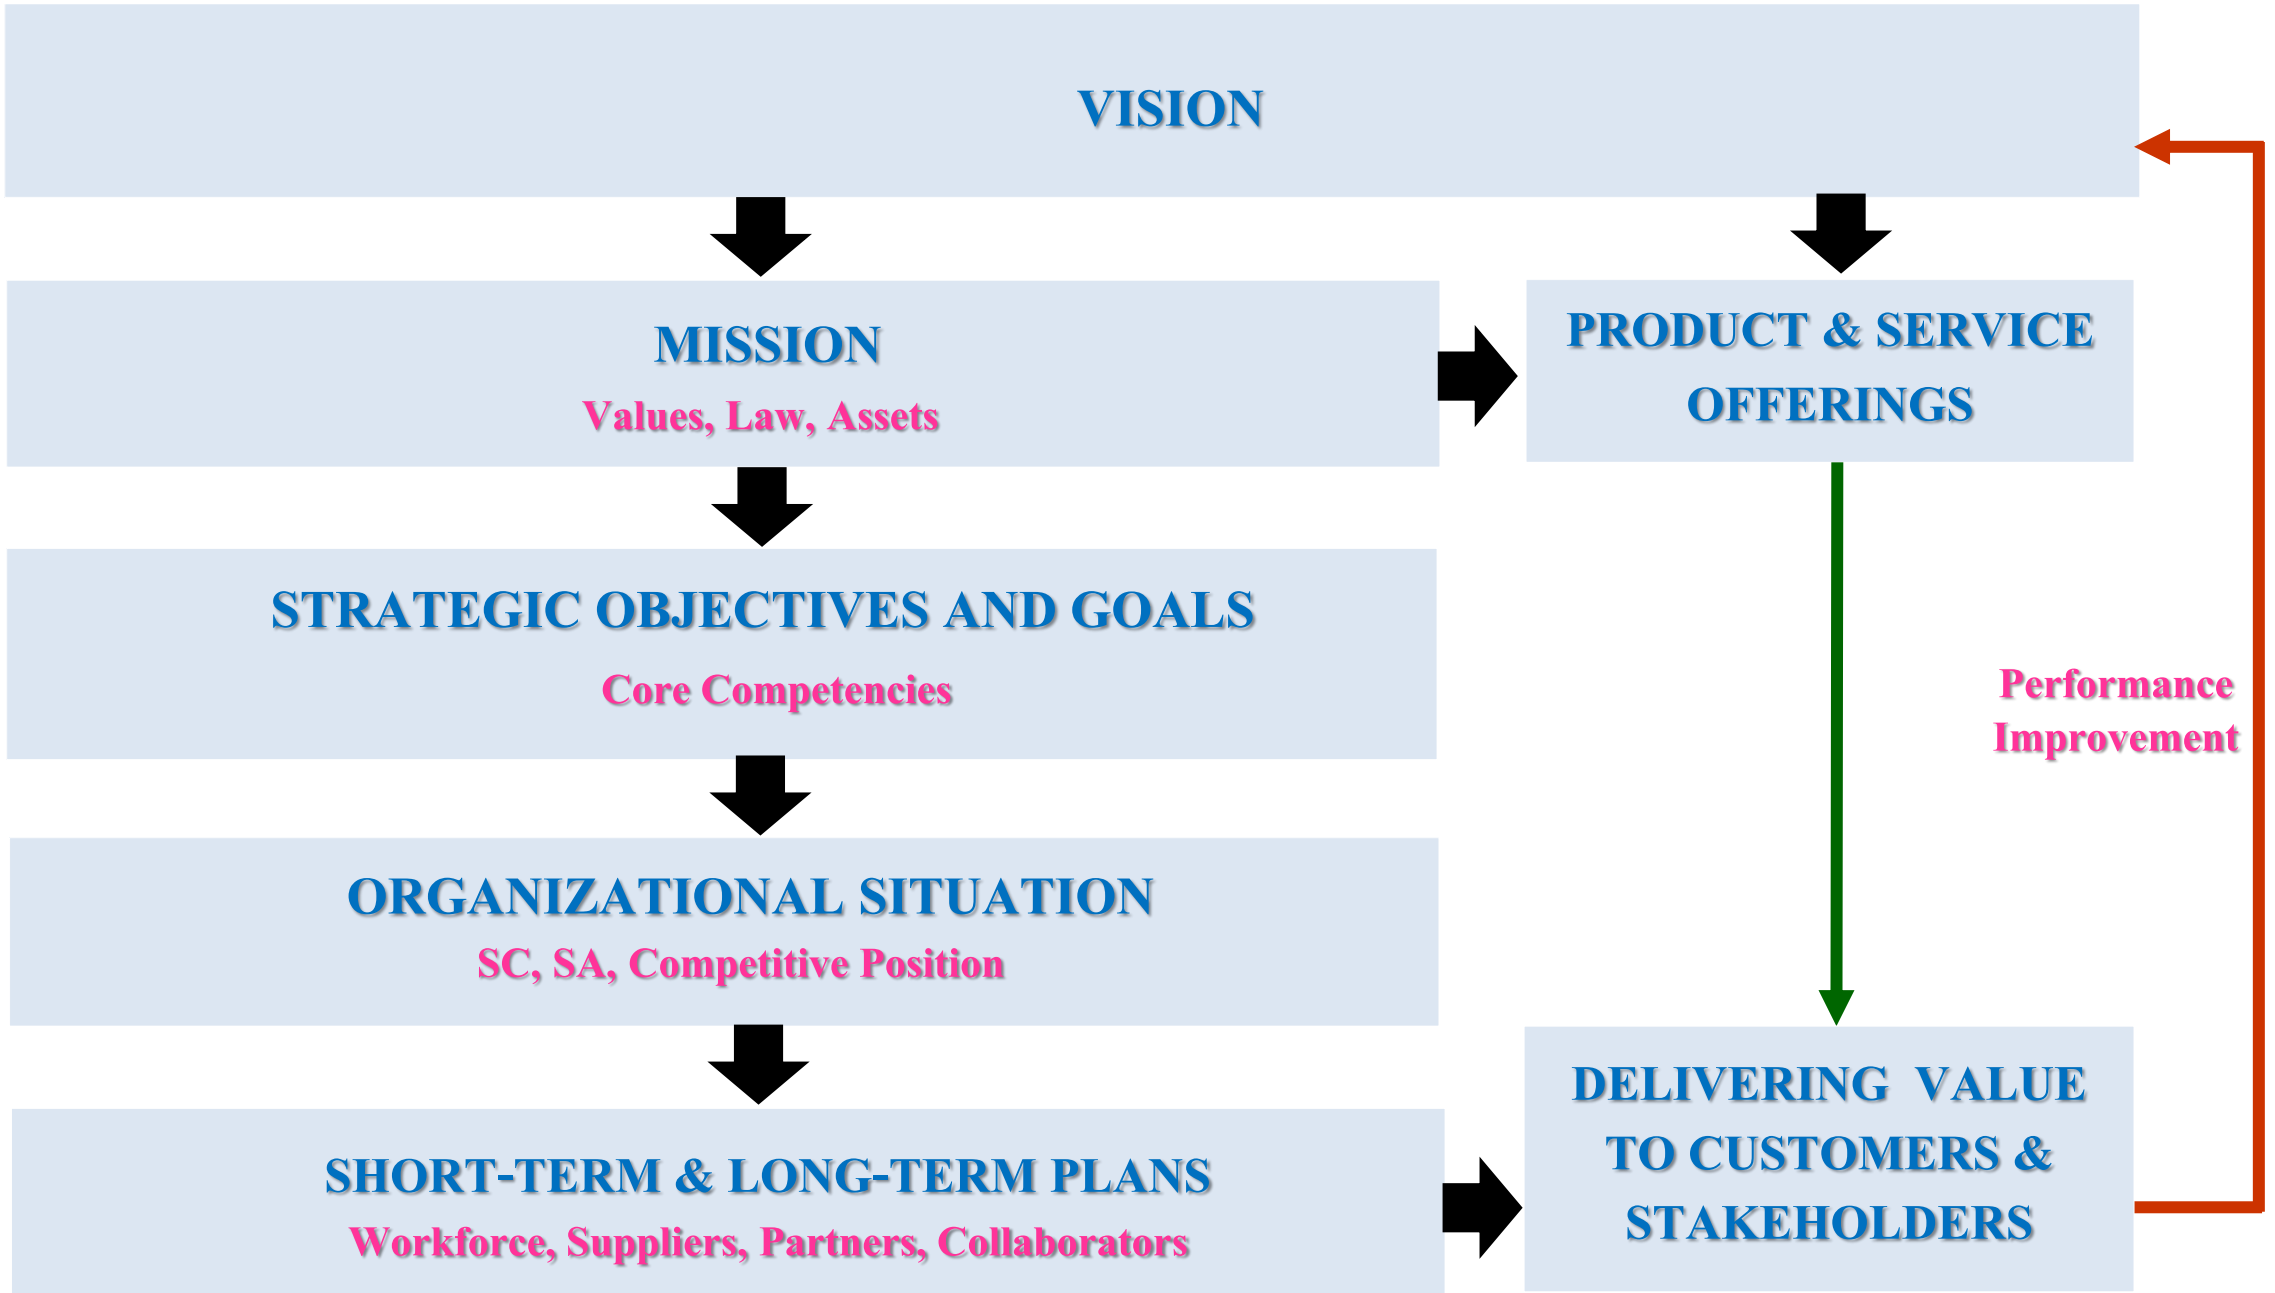 VISION
MISSION
Values, Law, Assets
PRODUCT & SERVICE
OFFERINGS
STRATEGIC OBJECTIVES AND GOALS
Core Competencies
Performance
Improvement
ORGANIZATIONAL SITUATION
SC, SA, Competitive Position
SHORT-TERM & LONG-TERM PLANS
Workforce, Suppliers, Partners, Collaborators
DELIVERING VALUE
TO CUSTOMERS &
STAKEHOLDERS